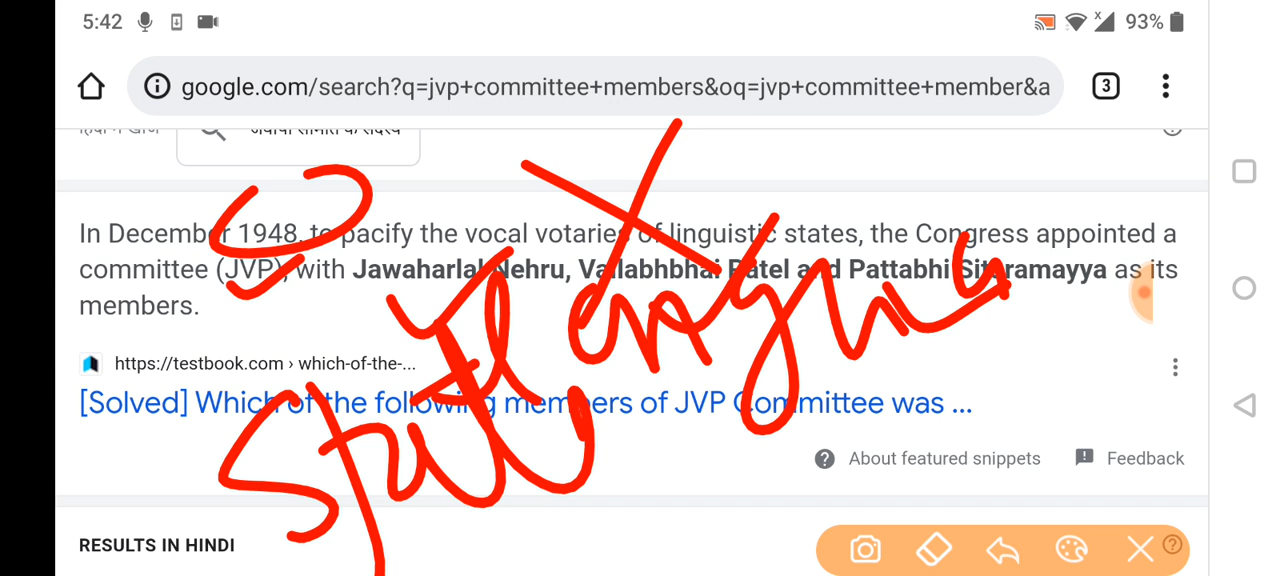 5:42 x 93%
google.com/search?q=jvp+committee+members&oq=jvp+committee+member&a 3
In December 1948, to pacify the vocal votaries of linguistic states, the Congress appointed a
committee (JVP), with Jawaharlal Nehru, Vallabhbhai Patel and Pattabhi Sitaramayya as its
members.
https://testbook.com › which-of-the-...
[Solved] Which of the following members of JVP Committee was ...
About featured snippets Feedback
RESULTS IN HINDI